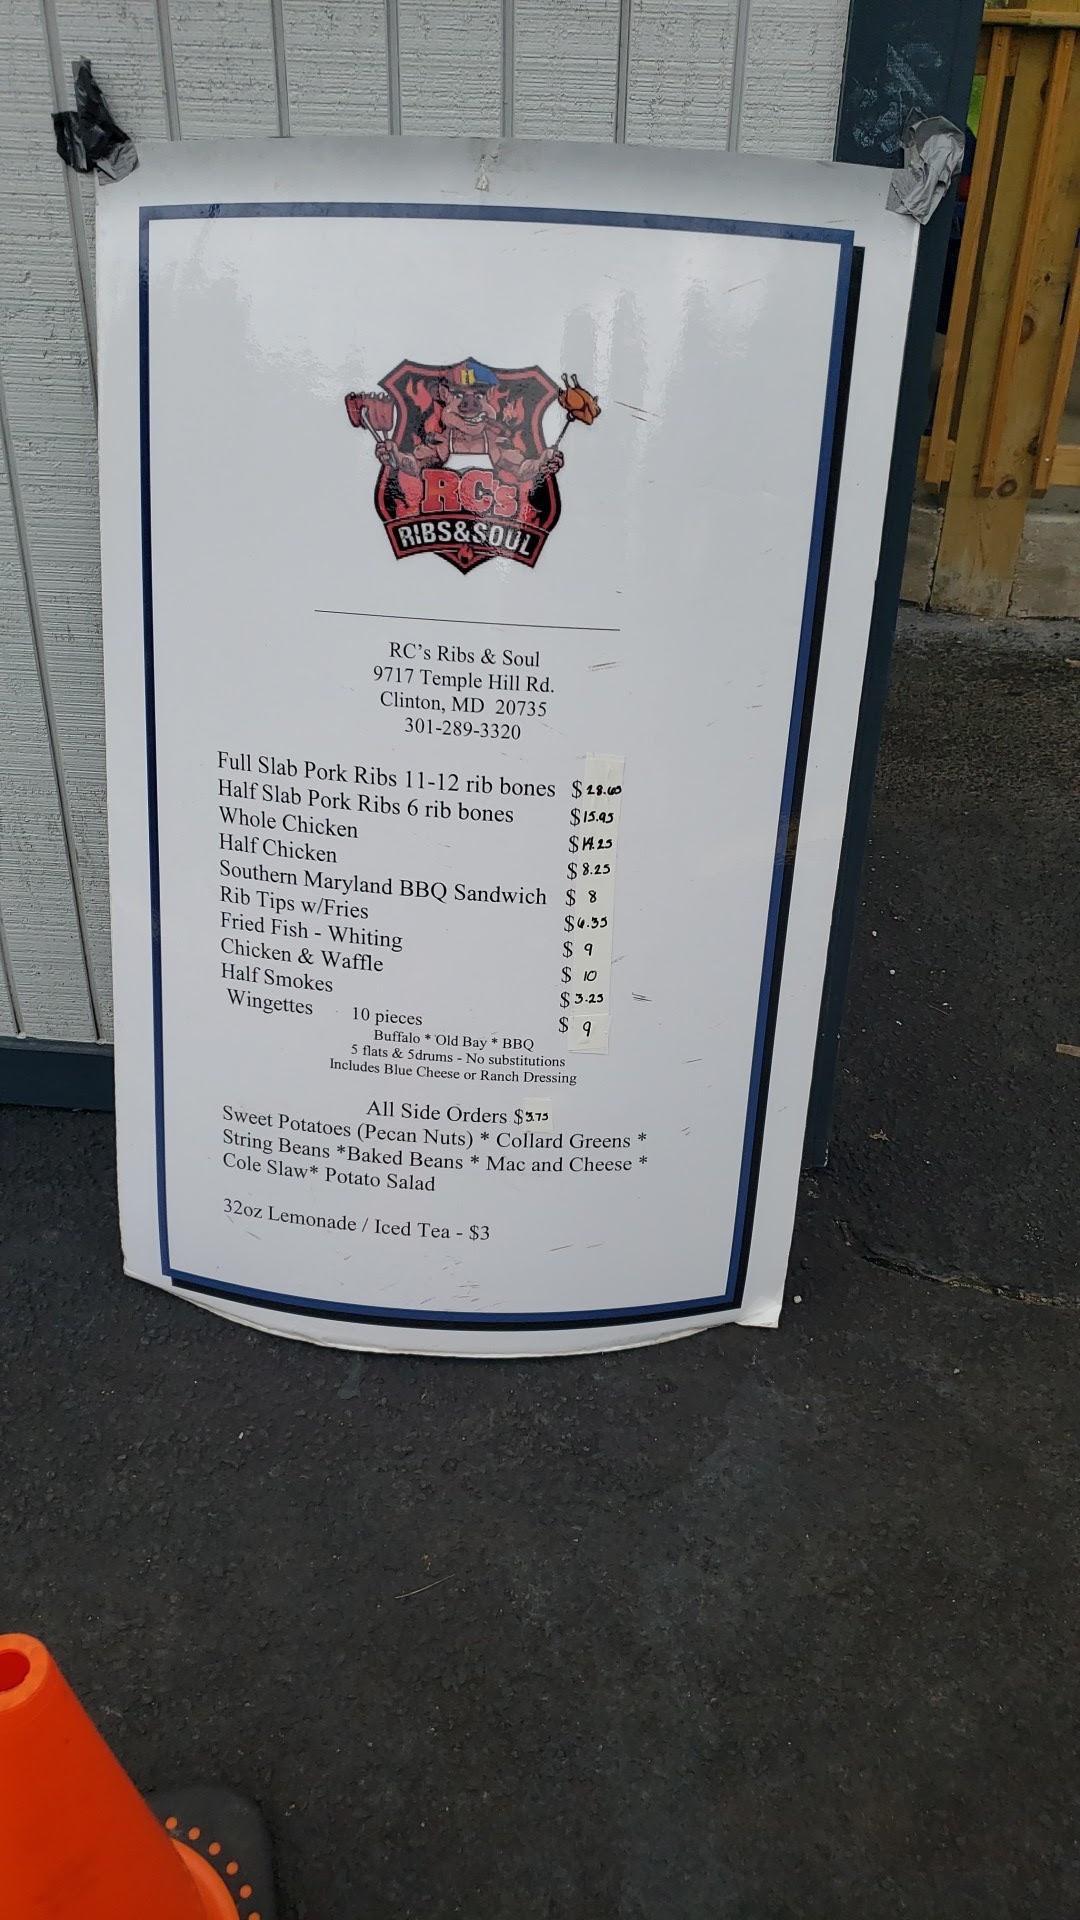 RC's
RIBS&SOUL
RC's Ribs & Soul
9717 Temple Hill Rd.
Clinton, MD 20735
301-289-3320
Full Slab Pork Ribs 11-12 rib bones $28.60
Half Slab Pork Ribs 6 rib bones $15.95
Whole Chicken $14.25
Half Chicken $8.25
Southern Maryland BBQ Sandwich $ 8
Rib Tips w/Fries $6.35
Fried Fish - Whiting $ 9
Chicken & Waffle $ 10
Half Smokes $3.25
Wingettes 10 pieces $ 9
Buffalo * Old Bay * BBQ
5 flats & 5drums - No substitutions
Includes Blue Cheese or Ranch Dressing
All Side Orders $3.75
Sweet Potatoes (Pecan Nuts) * Collard Greens *
String Beans *Baked Beans * Mac and Cheese *
Cole Slaw* Potato Salad
32oz Lemonade / Iced Tea - $3